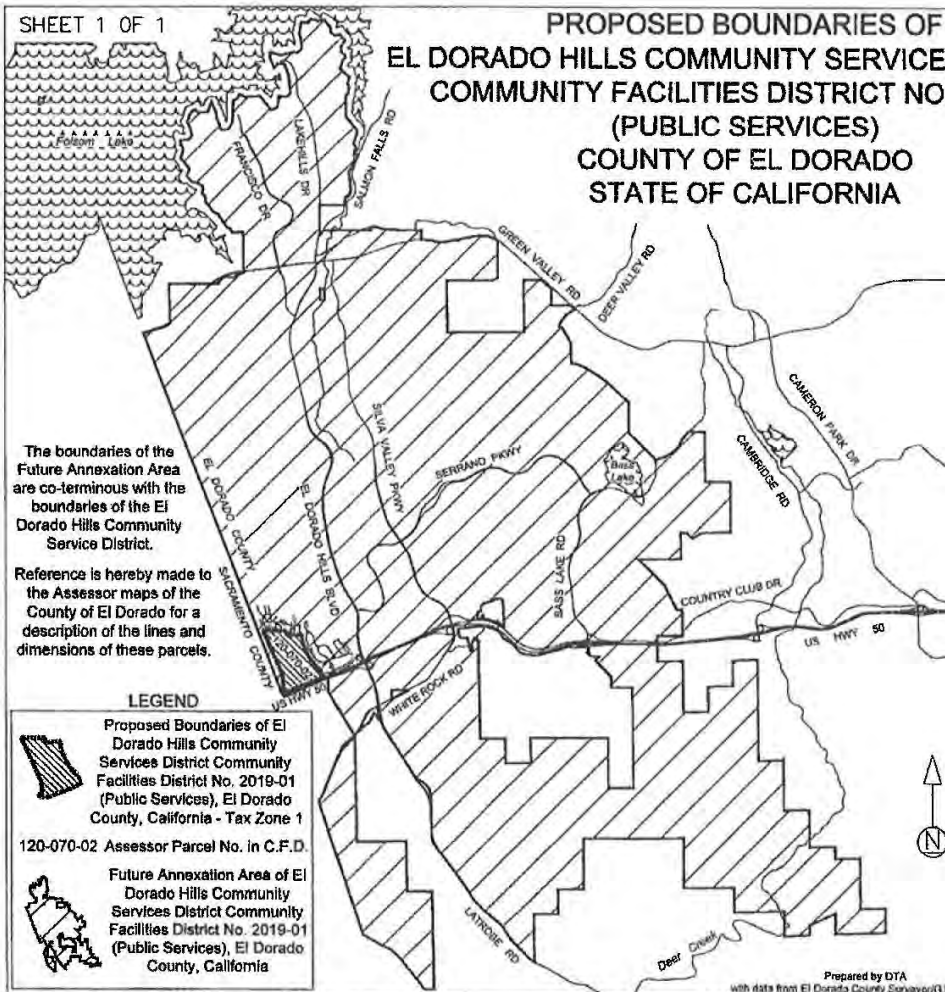 SHEET 1 OF 1
PROPOSED BOUNDARIES OF
EL DORADO HILLS COMMUNITY SERVICE
COMMUNITY FACILITIES DISTRICT NO
(PUBLIC SERVICES)
COUNTY OF EL DORADO
STATE OF CALIFORNIA
Folsom Lake
FRANCISCO DR
LAKEHILLS DR
SALMON FALLS RD
GREEN VALLEY RD
DEER VALLEY RD
CAMERON PARK DR
CAMBRIDGE RD
SILVA VALLEY PKWY
SERRANO PKWY
Bass
Lake
BASS LAKE RD
COUNTRY CLUB DR
US HWY 50
EL DORADO HILLS BLVD
EL DORADO COUNTY
SACRAMENTO COUNTY
The boundaries of the
Future Annexation Area
are co-terminous with the
boundaries of the El
Dorado Hills Community
Service District.
Reference is hereby made to
the Assessor maps of the
County of El Dorado for a
description of the lines and
dimensions of these parcels.
US HWY 50
WHITE ROCK RD
LATROBE RD
Deer Creek
N
LEGEND
Proposed Boundaries of El
Dorado Hills Community
Services District Community
Facilities District No. 2019-01
(Public Services), El Dorado
County, California - Tax Zone 1
120-070-02 Assessor Parcel No. in C.F.D.
Future Annexation Area of El
Dorado Hills Community
Services District Community
Facilities District No. 2019-01
(Public Services), El Dorado
County, California
Prepared by DTA
with data from El Dorado County